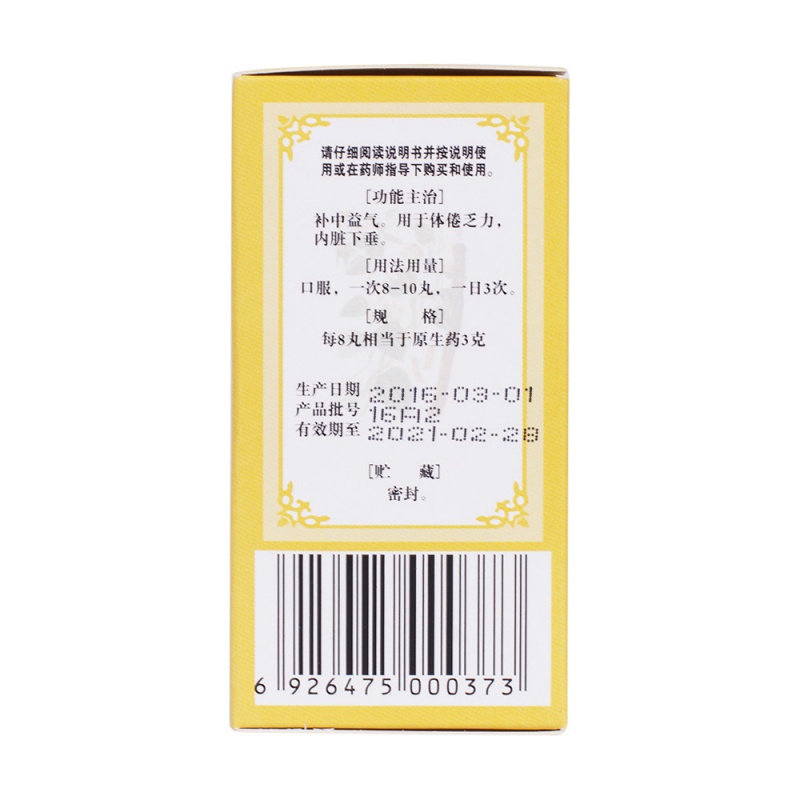 请仔细阅读说明书并按说明使
用或在药师指导下购买和使用。
[功能主治]
补中益气。用于体倦乏力，
内脏下垂。
[用法用量]
口服，一次8-10丸，一日3次。
[规 格]
每8丸相当于原生药3克
生产日期 2016-03-01
产品批号 16A2
有效期至 2021-02-28
[贮 藏]
密封。
6 926475 000373